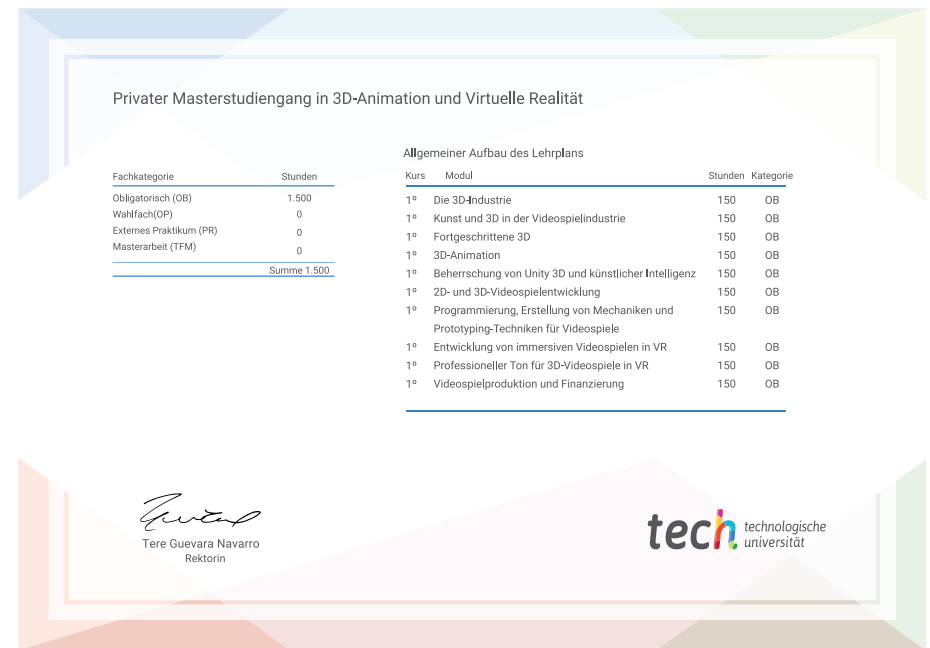 Privater Masterstudiengang in 3D-Animation und Virtuelle Realität
Fachkategorie Stunden
Obligatorisch (OB) 1.500
Wahlfach(OP) 0
Externes Praktikum (PR) 0
Masterarbeit (TFM) 0
Summe 1.500
Allgemeiner Aufbau des Lehrplans
Kurs Modul Stunden Kategorie
1º Die 3D-Industrie 150 OB
1º Kunst und 3D in der Videospielindustrie 150 OB
1º Fortgeschrittene 3D 150 OB
1º 3D-Animation 150 OB
1º Beherrschung von Unity 3D und künstlicher Intelligenz 150 OB
1º 2D- und 3D-Videospielentwicklung 150 OB
1º Programmierung, Erstellung von Mechaniken und 150 OB
Prototyping-Techniken für Videospiele
1º Entwicklung von immersiven Videospielen in VR 150 OB
1º Professioneller Ton für 3D-Videospiele in VR 150 OB
1º Videospielproduktion und Finanzierung 150 OB
Tere Guevara Navarro
Rektorin
tech technologische
universität